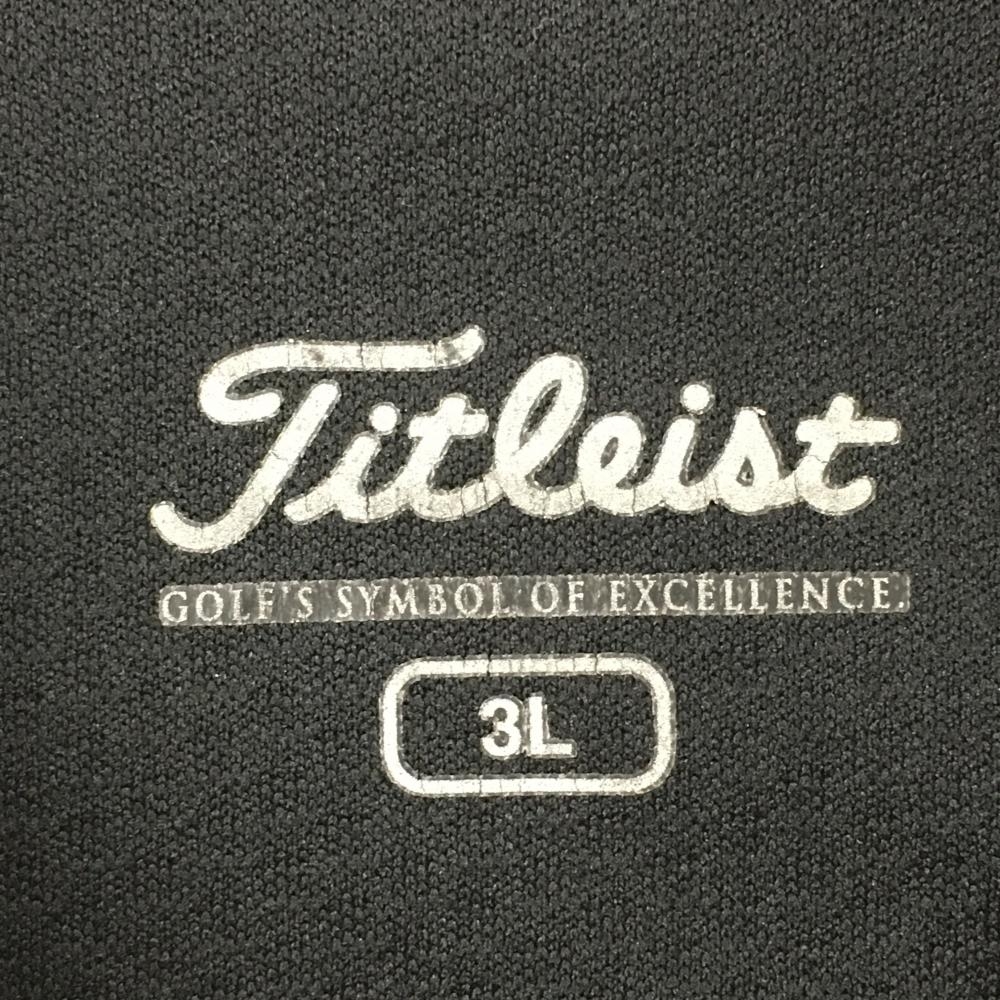 Titleist
GOLF'S SYMBOL OF EXCELLENCE.
3L